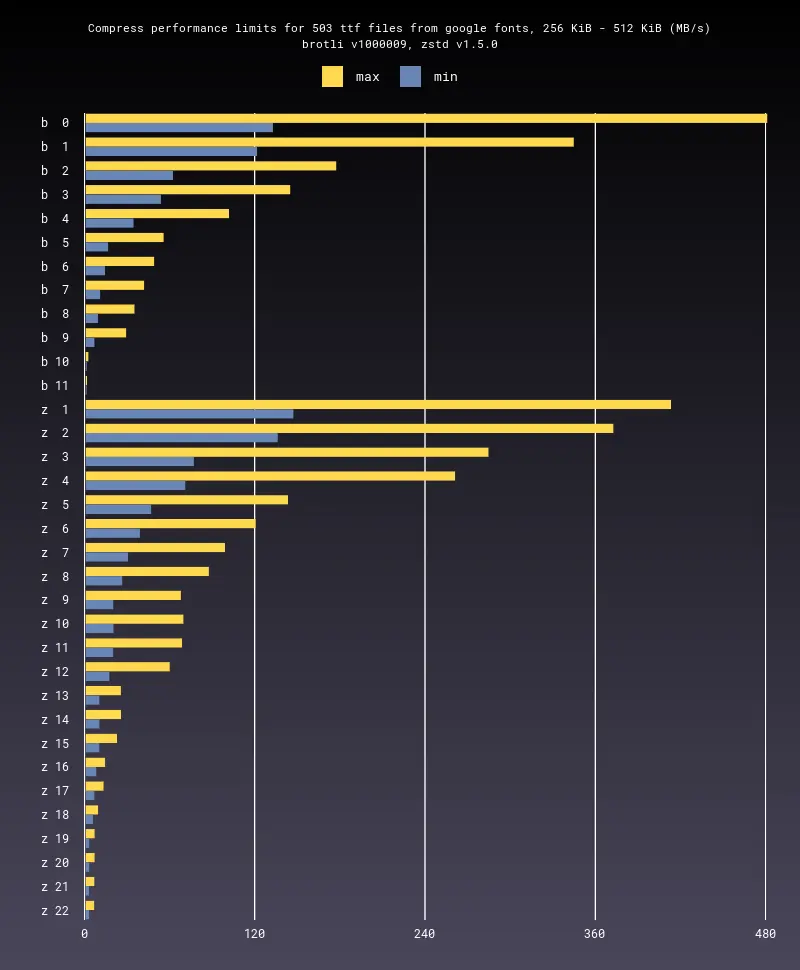 Compress performance limits for 503 ttf files from google fonts, 256 KiB - 512 KiB (MB/s)
brotli v1000009, zstd v1.5.0
max min
b 0
b 1
b 2
b 3
b 4
b 5
b 6
b 7
b 8
b 9
b 10
b 11
z 1
z 2
z 3
z 4
z 5
z 6
z 7
z 8
z 9
z 10
z 11
z 12
z 13
z 14
z 15
z 16
z 17
z 18
z 19
z 20
z 21
z 22
0 120 240 360 480